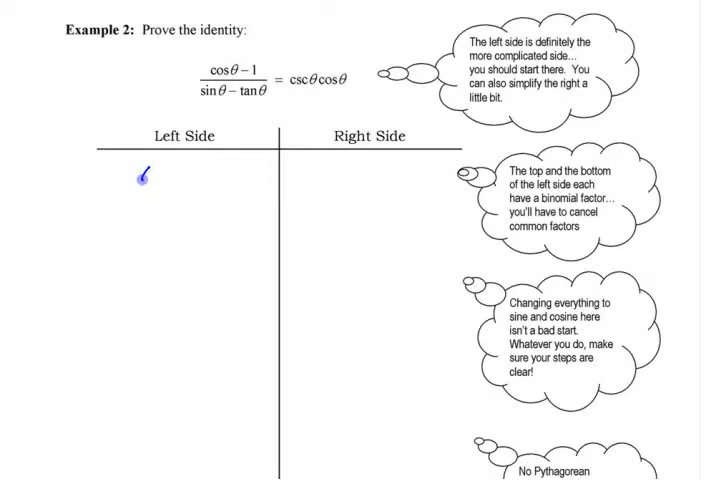 Example 2: Prove the identity:
cosθ − 1
sinθ − tanθ
= cscθ cosθ
Left Side
Right Side
The left side is definitely the
more complicated side...
you should start there. You
can also simplify the right a
little bit.
The top and the bottom
of the left side each
have a binomial factor...
you'll have to cancel
common factors
Changing everything to
sine and cosine here
isn't a bad start.
Whatever you do, make
sure your steps are
clear!
No Pythagorean